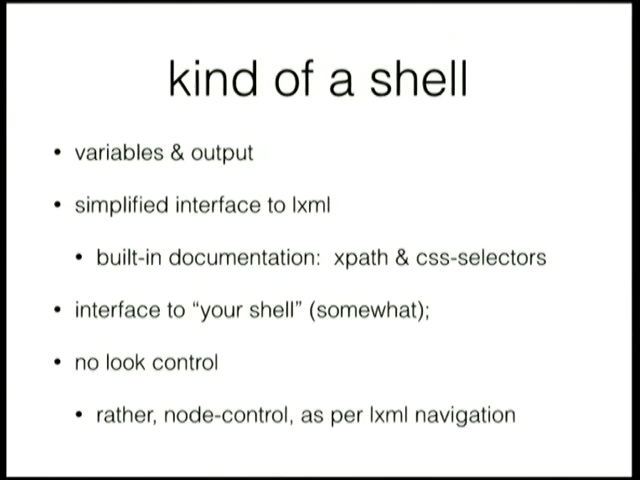 kind of a shell
• variables & output
• simplified interface to lxml
• built-in documentation: xpath & css-selectors
• interface to “your shell” (somewhat);
• no look control
• rather, node-control, as per lxml navigation